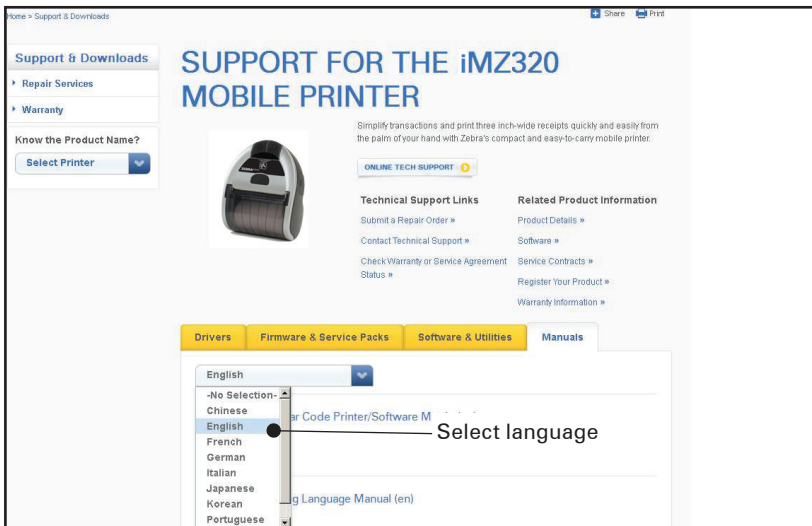 Home > Support & Downloads
Share Print
Support & Downloads
Repair Services
Warranty
Know the Product Name?
Select Printer
SUPPORT FOR THE iMZ320
MOBILE PRINTER
Simplify transactions and print three inch-wide receipts quickly and easily from
the palm of your hand with Zebra's compact and easy-to-carry mobile printer.
ONLINE TECH SUPPORT
Technical Support Links
Submit a Repair Order »
Contact Technical Support »
Check Warranty or Service Agreement
Status »
Related Product Information
Product Details »
Software »
Service Contracts »
Register Your Product »
Warranty Information »
Drivers Firmware & Service Packs Software & Utilities Manuals
English
-No Selection-
Chinese
English
French
German
Italian
Japanese
Korean
Portuguese
ar Code Printer/Software M
Select language
g Language Manual (en)